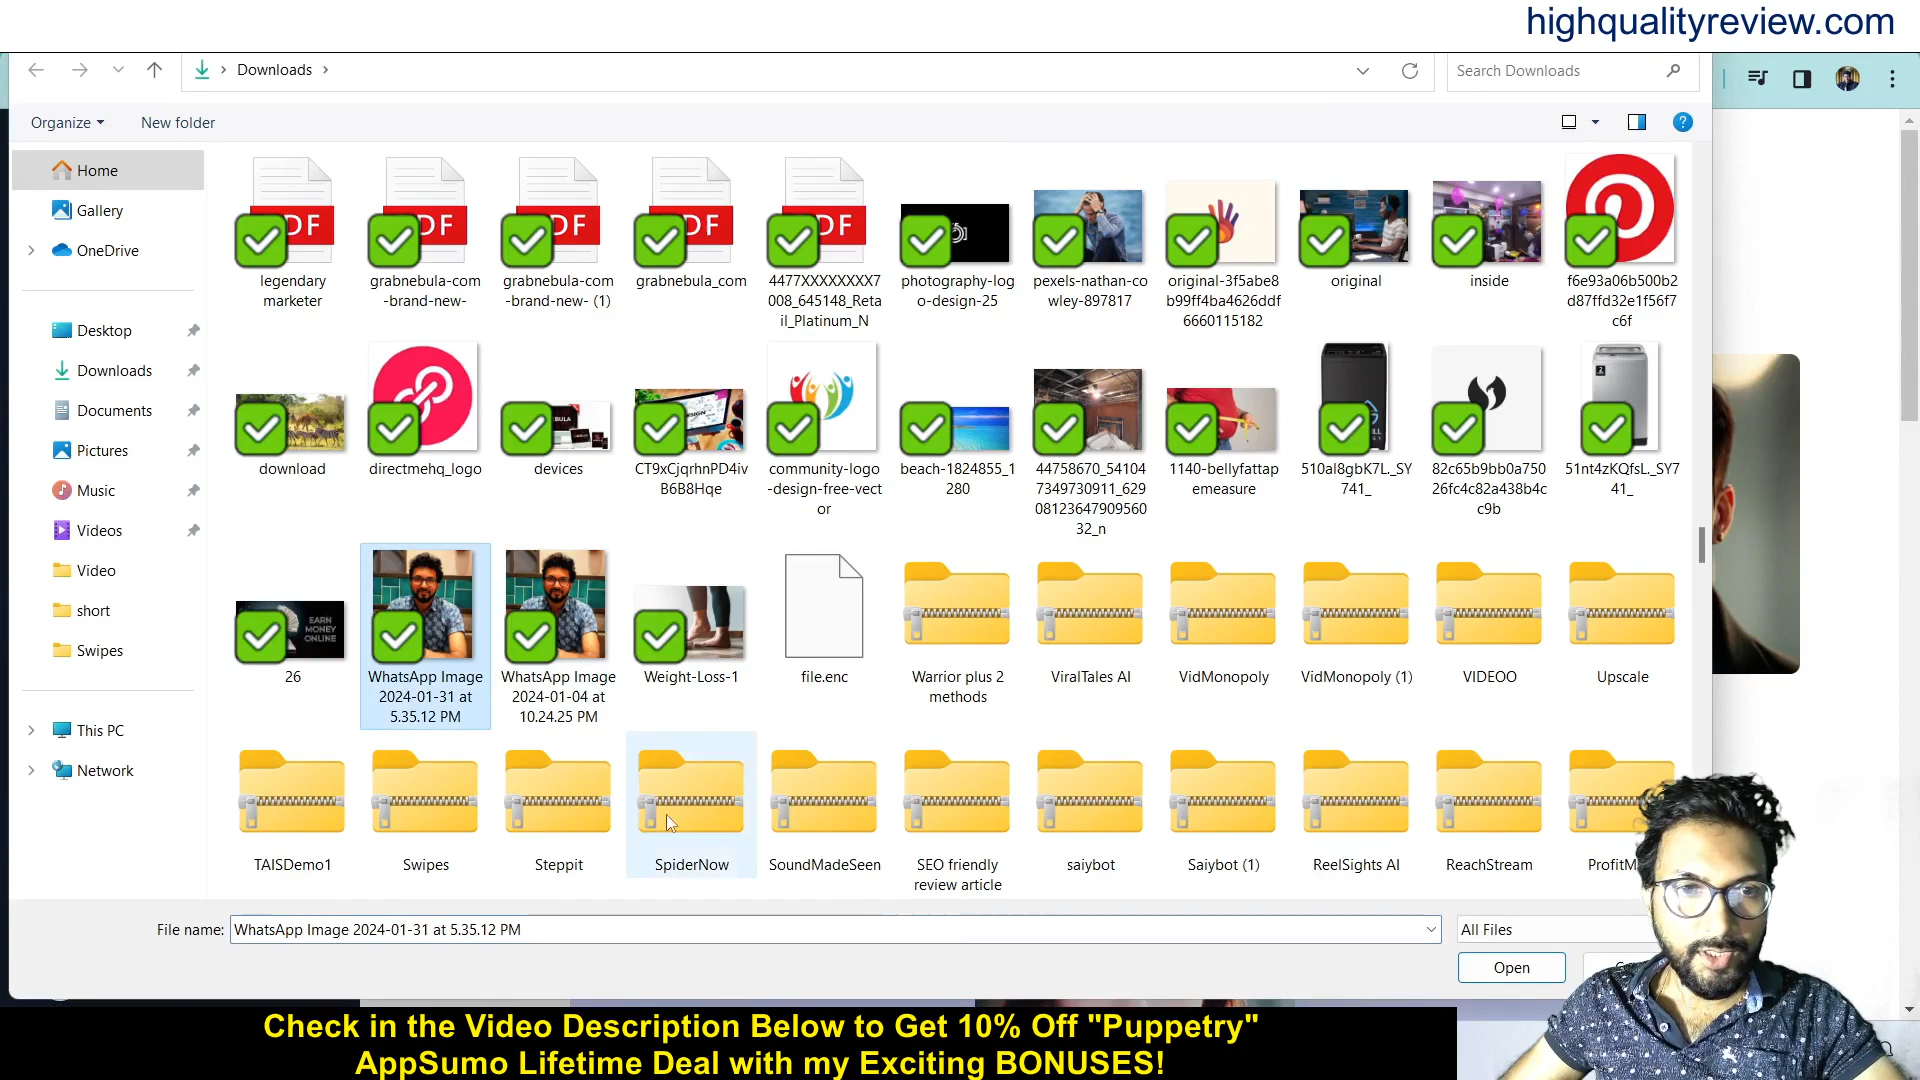 highqualityreview.com
Downloads
Search Downloads
Organize
New folder
Home
Gallery
OneDrive
Desktop
Downloads
Documents
Pictures
Music
Videos
Video
short
Swipes
This PC
Network
legendary
marketer
grabnebula-com
-brand-new-
grabnebula-com
-brand-new- (1)
grabnebula_com
4477XXXXXXXX7
008_645148_Reta
il_Platinum_N
photography-log
o-design-25
pexels-nathan-co
wley-897817
original-3f5abe8
b99ff4ba4626ddf
6660115182
original
inside
f6e93a06b500b2
d87ffd32e1f56f7
c6f
download
directmehq_logo
devices
CT9xCjqrhnPD4iv
B6B8Hqe
community-logo
-design-free-vect
or
beach-1824855_1
280
44758670_54104
7349730911_629
08123647909560
32_n
1140-bellyfattap
emeasure
510al8gbK7L._SY
741_
82c65b9bb0a750
26fc4c82a438b4c
c9b
51nt4zKQfsL._SY7
41_
EARN
MONEY
ONLINE
26
WhatsApp Image
2024-01-31 at
5.35.12 PM
WhatsApp Image
2024-01-04 at
10.24.25 PM
Weight-Loss-1
file.enc
Warrior plus 2
methods
ViralTales AI
VidMonopoly
VidMonopoly (1)
VIDEOO
Upscale
TAISDemo1
Swipes
Steppit
SpiderNow
SoundMadeSeen
SEO friendly
review article
saiybot
Saiybot (1)
ReelSights AI
ReachStream
File name:
WhatsApp Image 2024-01-31 at 5.35.12 PM
All Files
Open
Check in the Video Description Below to Get 10% Off "Puppetry"
AppSumo Lifetime Deal with my Exciting BONUSES!